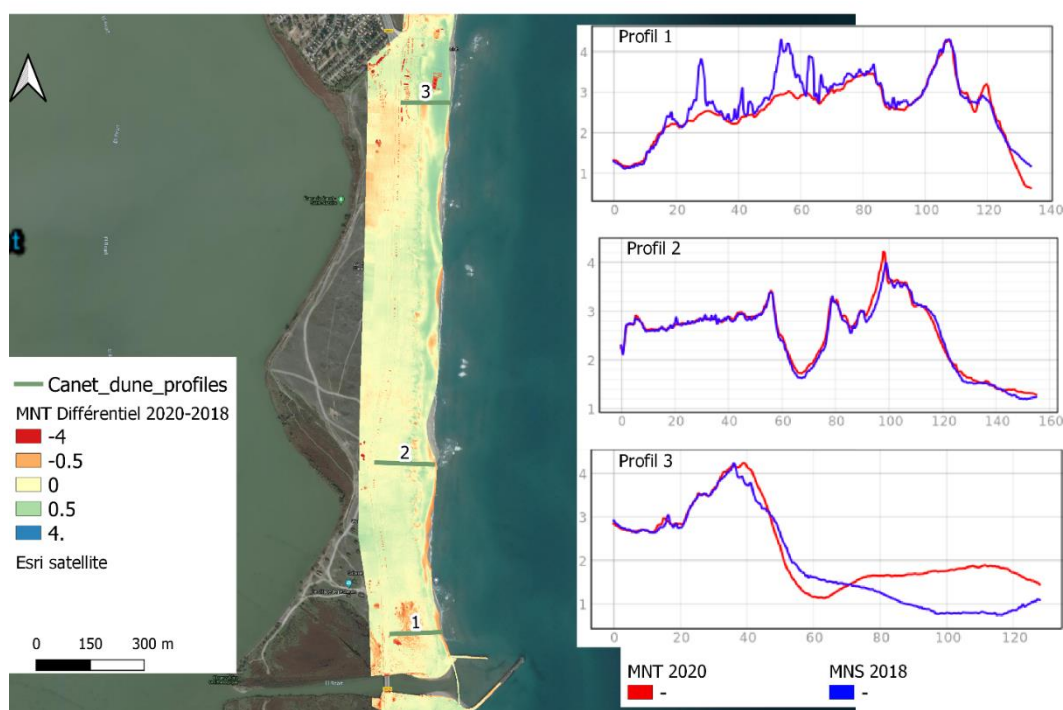 3
2
1
t
Canet_dune_profiles
MNT Différentiel 2020-2018
-4
-0.5
0
0.5
4.
Esri satellite
0 150 300 m
Profil 1
4
3
2
1
0 20 40 60 80 100 120 140
Profil 2
4
3
2
1
0 20 40 60 80 100 120 140 160
Profil 3
4
3
2
1
0 20 40 60 80 100 120
MNT 2020
-
MNS 2018
-